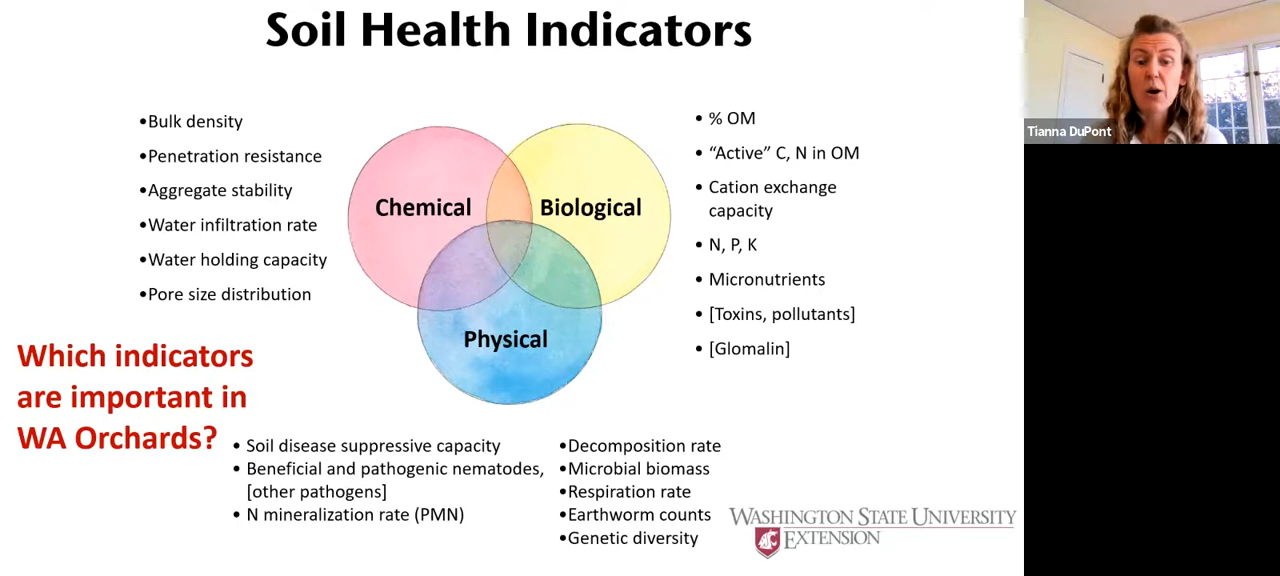 Soil Health Indicators
•Bulk density
•Penetration resistance
•Aggregate stability
•Water infiltration rate
•Water holding capacity
•Pore size distribution
Chemical
Biological
Physical
• % OM
• “Active” C, N in OM
• Cation exchange
capacity
• N, P, K
• Micronutrients
• [Toxins, pollutants]
• [Glomalin]
Which indicators
are important in
WA Orchards?
• Soil disease suppressive capacity
• Beneficial and pathogenic nematodes,
[other pathogens]
• N mineralization rate (PMN)
•Decomposition rate
•Microbial biomass
•Respiration rate
•Earthworm counts
•Genetic diversity
WASHINGTON STATE UNIVERSITY
EXTENSION
Tianna DuPont